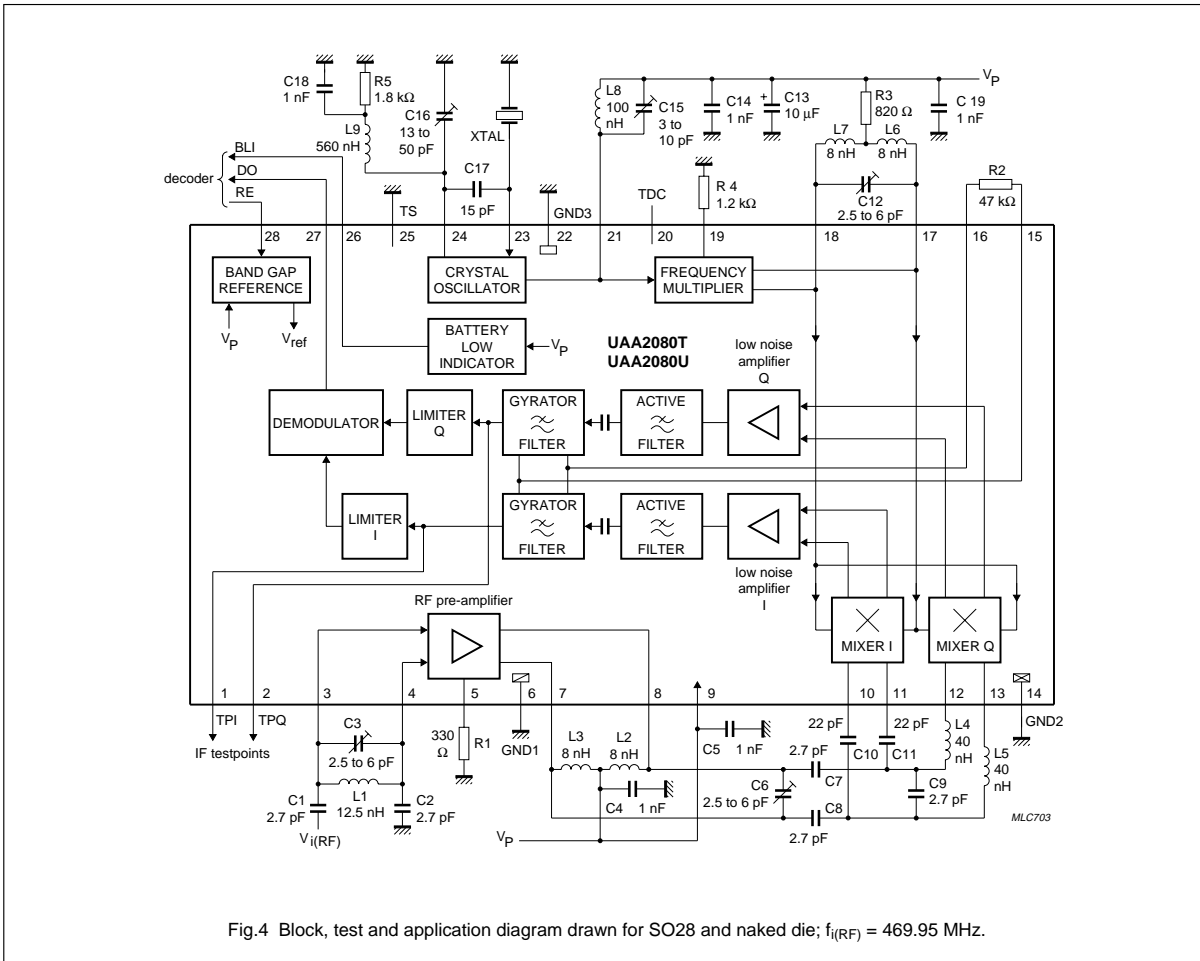 C18
1 nF
R5
1.8 kΩ
C16
13 to
50 pF
XTAL
L9
560 nH
C17
15 pF
L8
100
nH
C15
3 to
10 pF
C14
1 nF
+
C13
10 μF
VP
R3
820 Ω
C 19
1 nF
L7
8 nH
L6
8 nH
C12
2.5 to 6 pF
R 4
1.2 kΩ
R2
47 kΩ
decoder
BLI
DO
RE
TS
GND3
TDC
28
27
26
25
24
23
22
21
20
19
18
17
16
15
BAND GAP
REFERENCE
VP
Vref
CRYSTAL
OSCILLATOR
FREQUENCY
MULTIPLIER
BATTERY
LOW
INDICATOR
VP
UAA2080T
UAA2080U
low noise
amplifier
Q
DEMODULATOR
LIMITER
Q
GYRATOR
FILTER
ACTIVE
FILTER
LIMITER
I
GYRATOR
FILTER
ACTIVE
FILTER
low noise
amplifier
I
RF pre-amplifier
MIXER I
MIXER Q
1
2
3
4
5
6
7
8
9
10
11
12
13
14
TPI
TPQ
IF testpoints
C3
2.5 to 6 pF
L1
12.5 nH
C1
2.7 pF
C2
2.7 pF
Vi(RF)
330
Ω
R1
GND1
L3
8 nH
L2
8 nH
C4
1 nF
VP
C5
1 nF
C6
2.5 to 6 pF
2.7 pF
C7
C8
2.7 pF
22 pF
C10
22 pF
C11
L4
40
nH
L5
40
nH
C9
2.7 pF
GND2
MLC703
Fig.4 Block, test and application diagram drawn for SO28 and naked die; fi(RF) = 469.95 MHz.